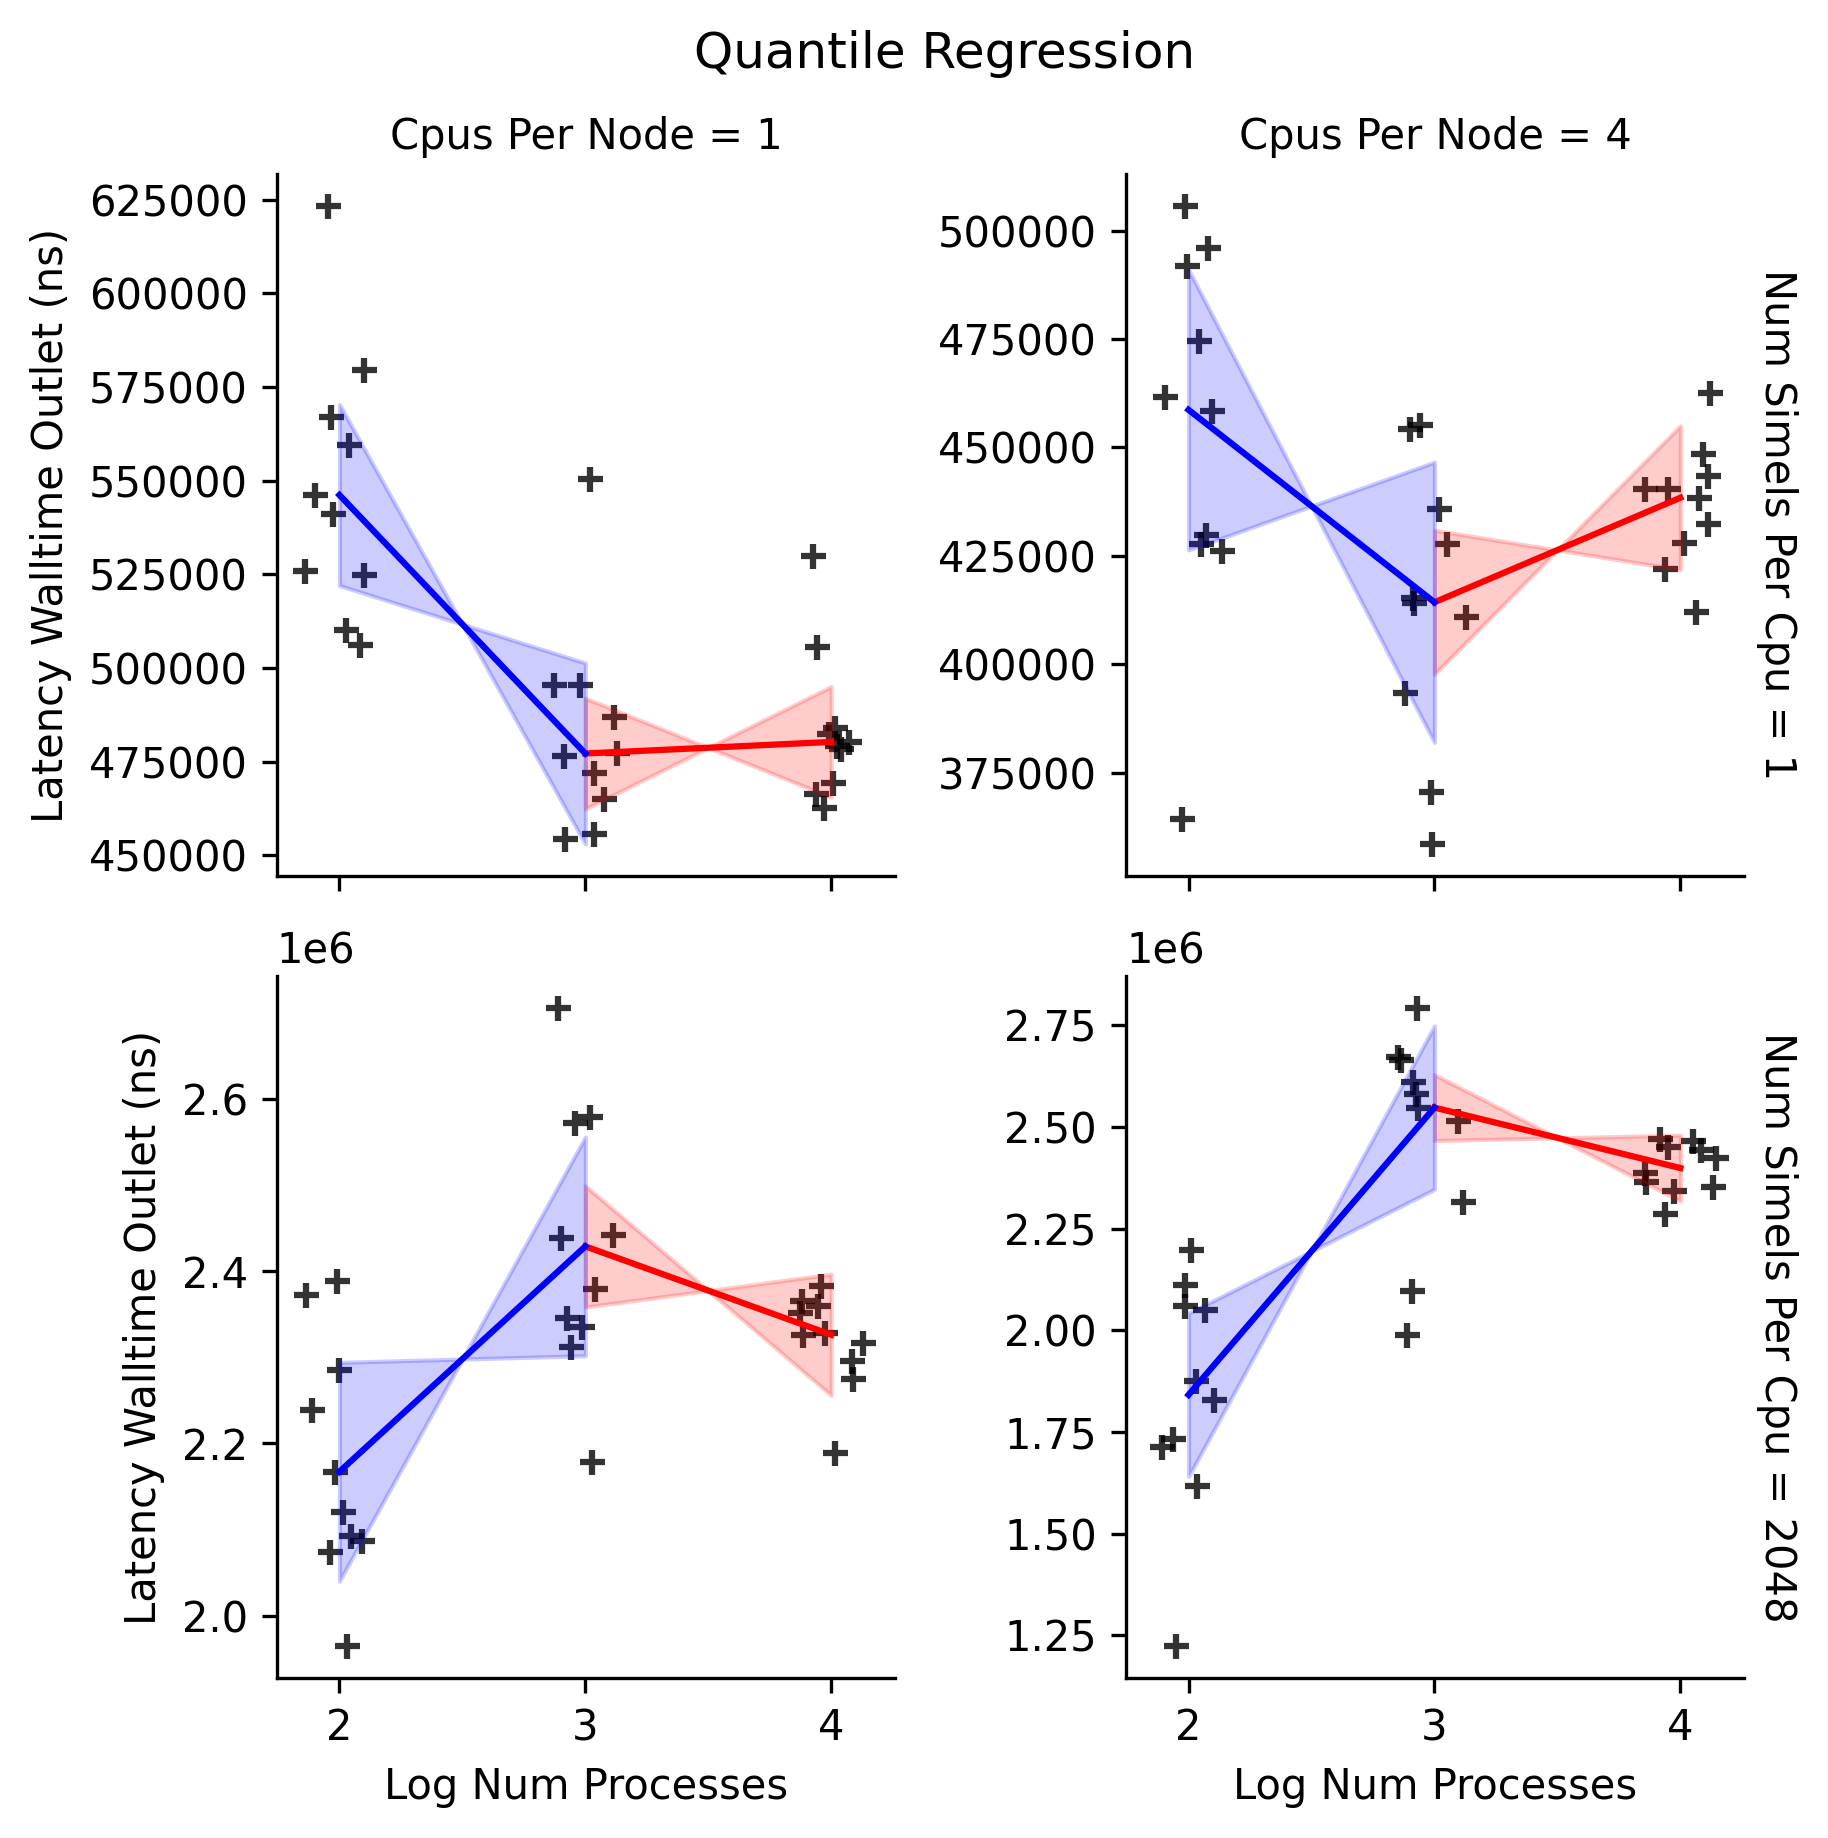 Quantile Regression
Cpus Per Node = 1
Cpus Per Node = 4
Latency Walltime Outlet (ns)
625000
600000
575000
550000
525000
500000
475000
450000
500000
475000
450000
425000
400000
375000
Num Simels Per Cpu = 1
1e6
Latency Walltime Outlet (ns)
2.6
2.4
2.2
2.0
2
3
4
Log Num Processes
1e6
2.75
2.50
2.25
2.00
1.75
1.50
1.25
2
3
4
Log Num Processes
Num Simels Per Cpu = 2048